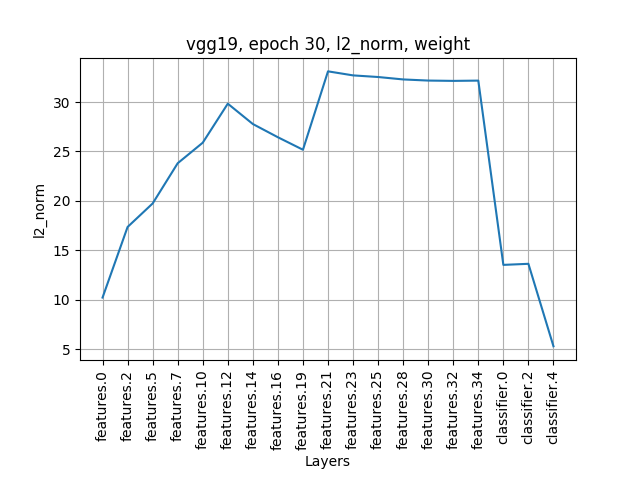 vgg19, epoch 30, l2_norm, weight
30
25
20
15
10
5
l2_norm
features.0
features.2
features.5
features.7
features.10
features.12
features.14
features.16
features.19
features.21
features.23
features.25
features.28
features.30
features.32
features.34
classifier.0
classifier.2
classifier.4
Layers